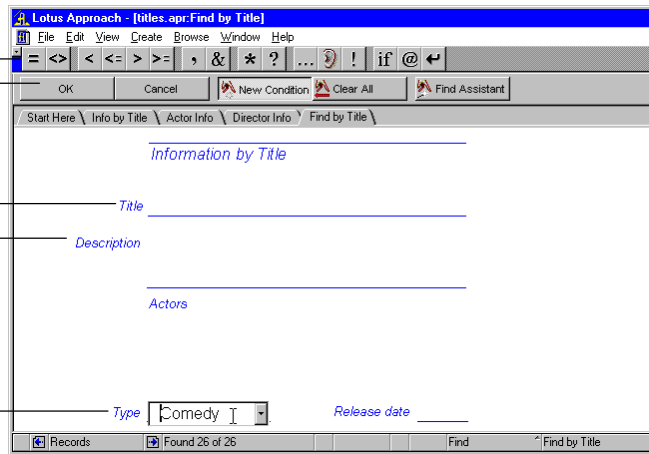 Lotus Approach - [titles.apr:Find by Title]
File Edit View Create Browse Window Help
= <> < <= > >= , & * ? ... ! if @
OK Cancel New Condition Clear All Find Assistant
Start Here Info by Title Actor Info Director Info Find by Title
Information by Title
Title
Description
Actors
Type Comedy Release date
Records Found 26 of 26 Find Find by Title